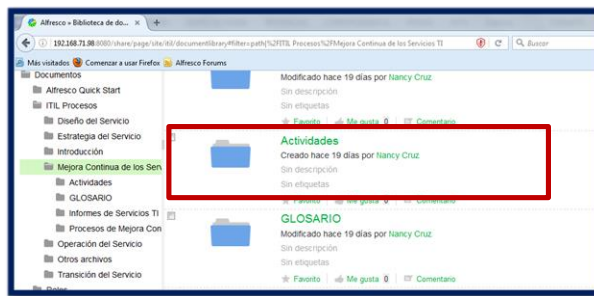 Alfresco » Biblioteca de do...
192.168.71.98:8080/share/page/site/itil/documentlibrary#filter=path|%2FITIL Procesos%2FMejora Continua de los Servicios TI
Buscar
Más visitados Comenzar a usar Firefox Alfresco Forums
Documentos
Alfresco Quick Start
ITIL Procesos
Diseño del Servicio
Estrategia del Servicio
Introducción
Mejora Continua de los Serv
Actividades
GLOSARIO
Informes de Servicios TI
Procesos de Mejora Con
Operación del Servicio
Otros archivos
Transición del Servicio
Modificado hace 19 días por Nancy Cruz
Sin descripción
Sin etiquetas
Favorito Me gusta 0 Comentario
Actividades
Creado hace 19 días por Nancy Cruz
Sin descripción
Sin etiquetas
Favorito Me gusta 0 Comentario
GLOSARIO
Modificado hace 19 días por Nancy Cruz
Sin descripción
Sin etiquetas
Favorito Me gusta 0 Comentario